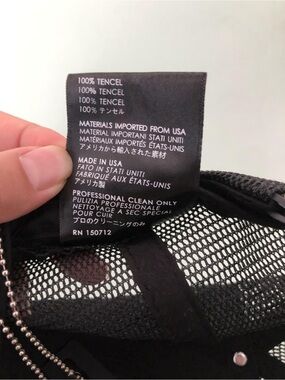 100% TENCEL
100% TENCEL
100% TENCEL
100% テンセル
MATERIALS IMPORTED FROM USA
MATERIAL IMPORTANI STATI UNITI
MATÉRIAUX IMPORTÉS ÉTATS-UNIS
アメリカから輸入された素材
MADE IN USA
FATO IN STATI UNITI
FABRIQUÉ AUX ÉTATS-UNIS
アメリカ製
PROFESSIONAL CLEAN ONLY
PULIZIA PROFESSIONALE
NETTOYAGE A SEC SPECIAL
POUR CUIR
プロのクリーニングのみ
RN 150712